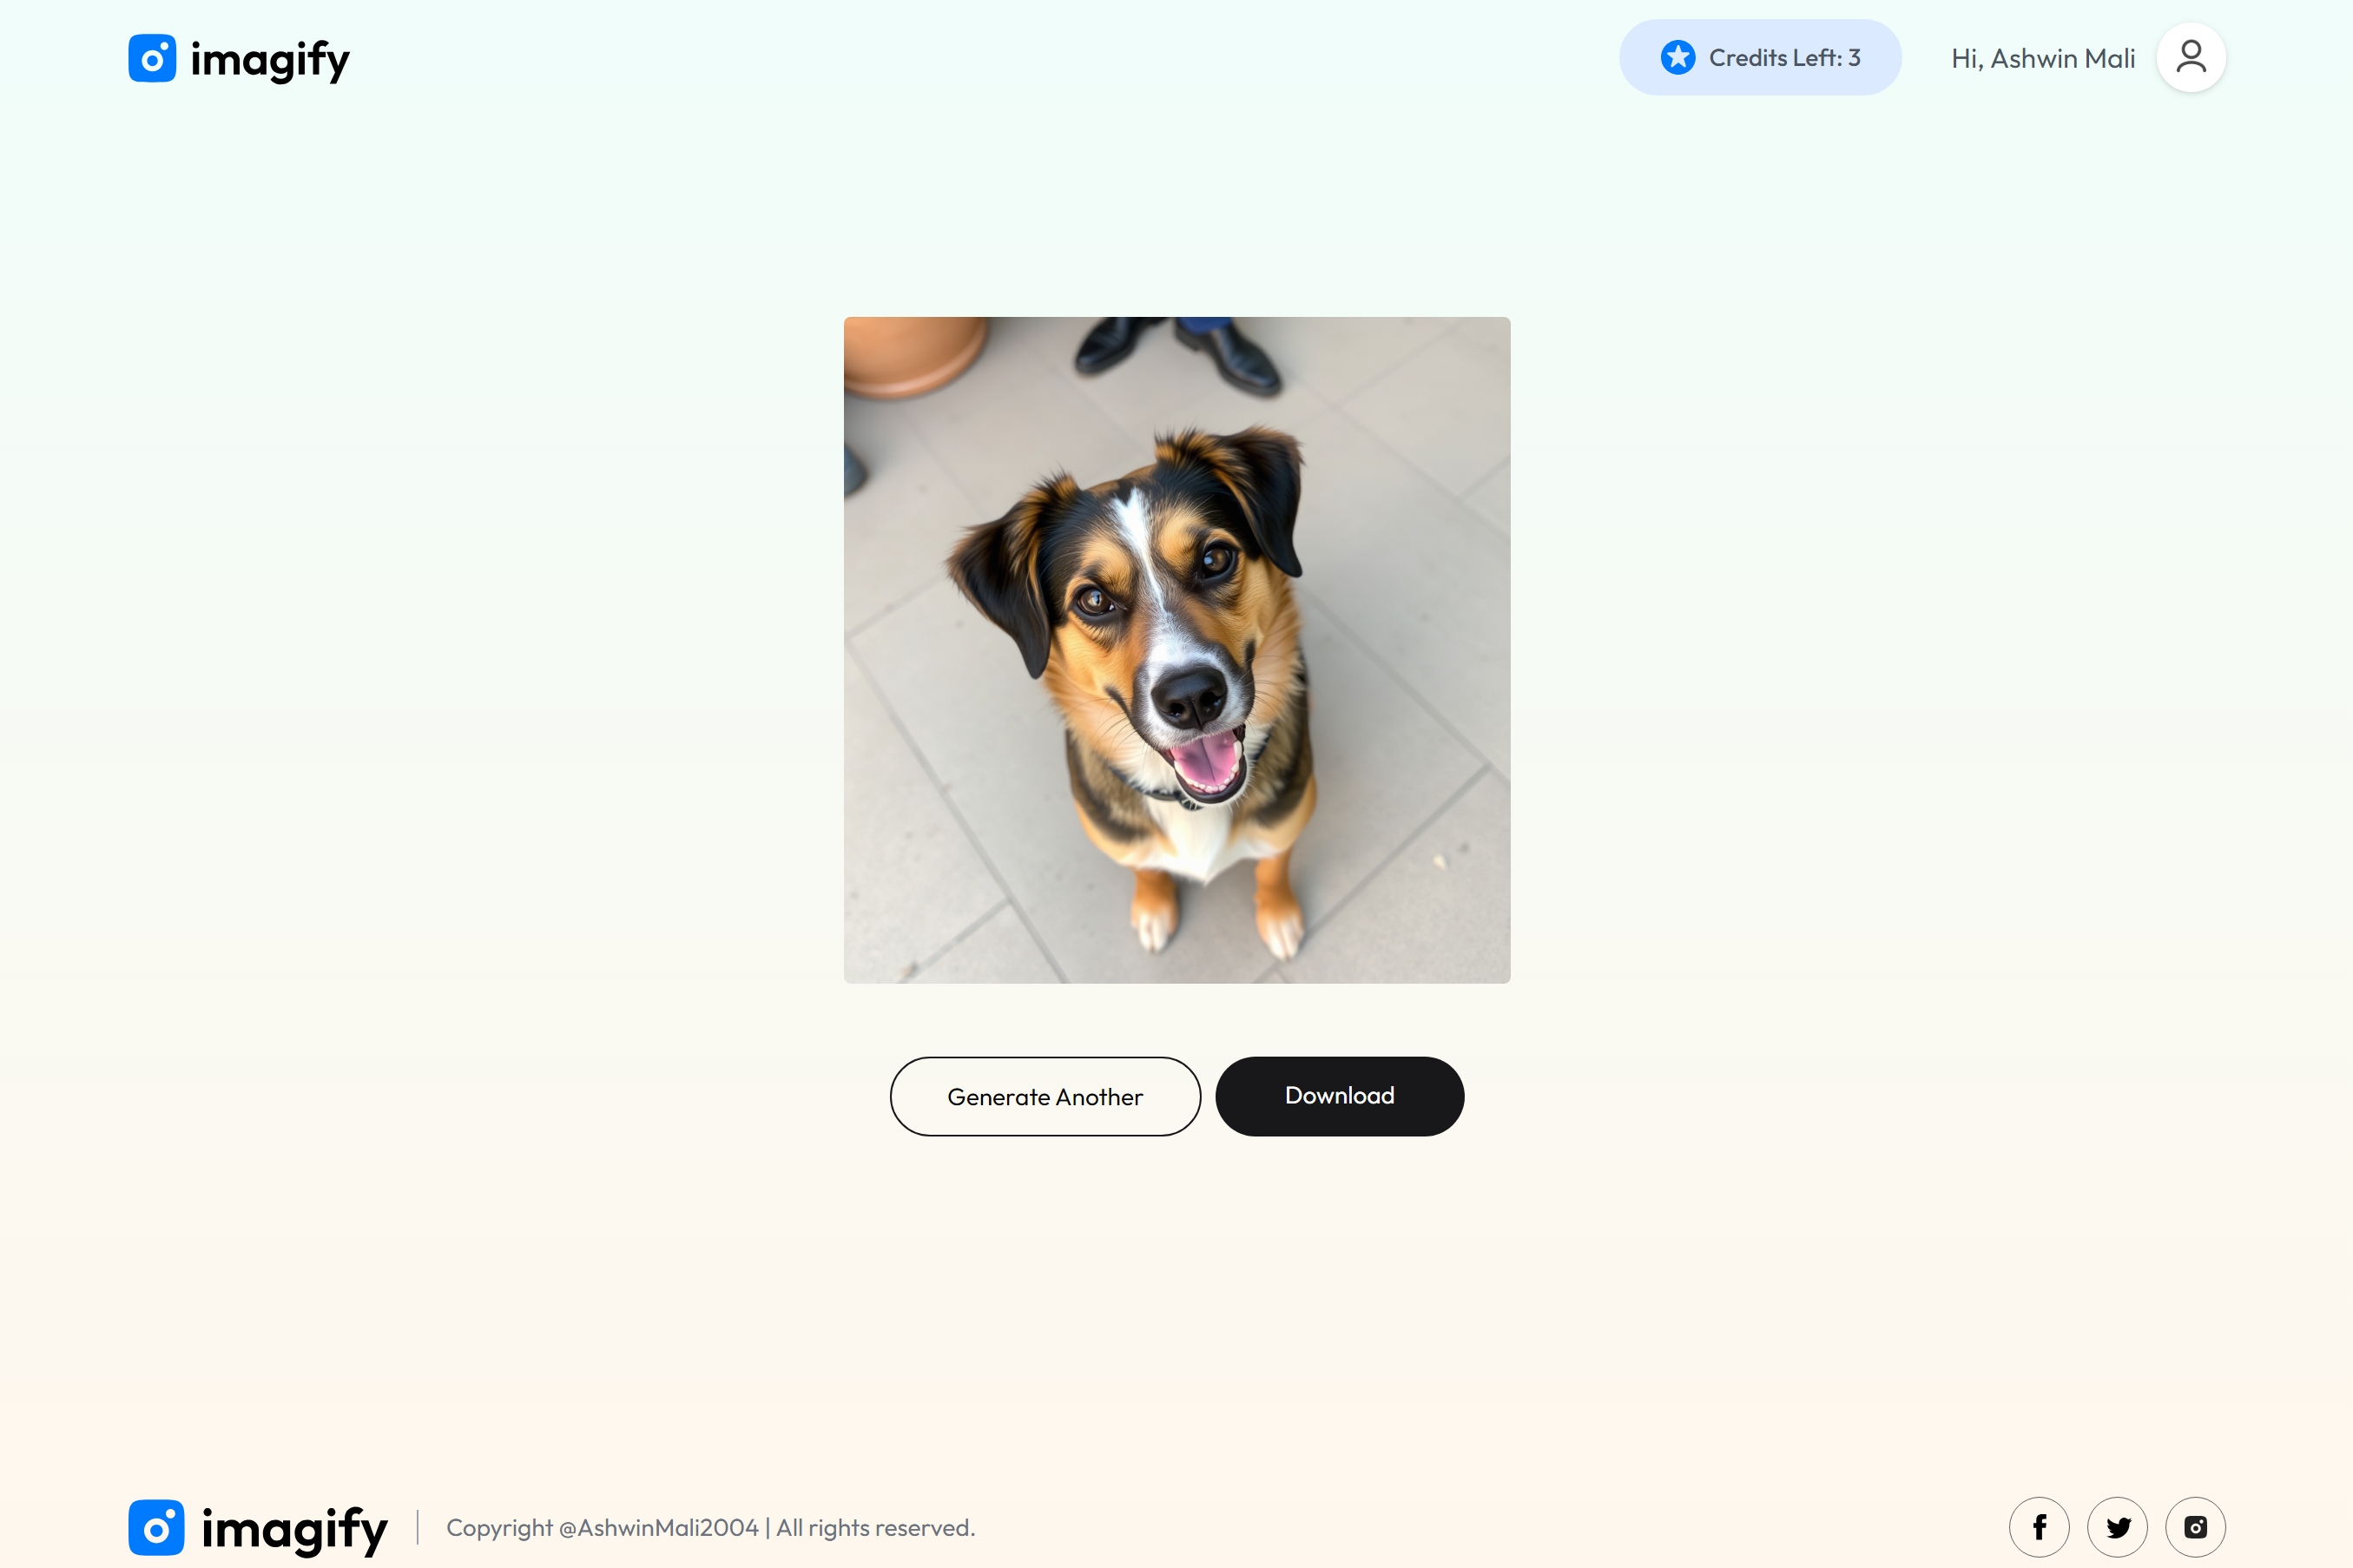 imagify
Credits Left: 3
Hi, Ashwin Mali
Generate Another
Download
imagify
Copyright @AshwinMali2004 | All rights reserved.